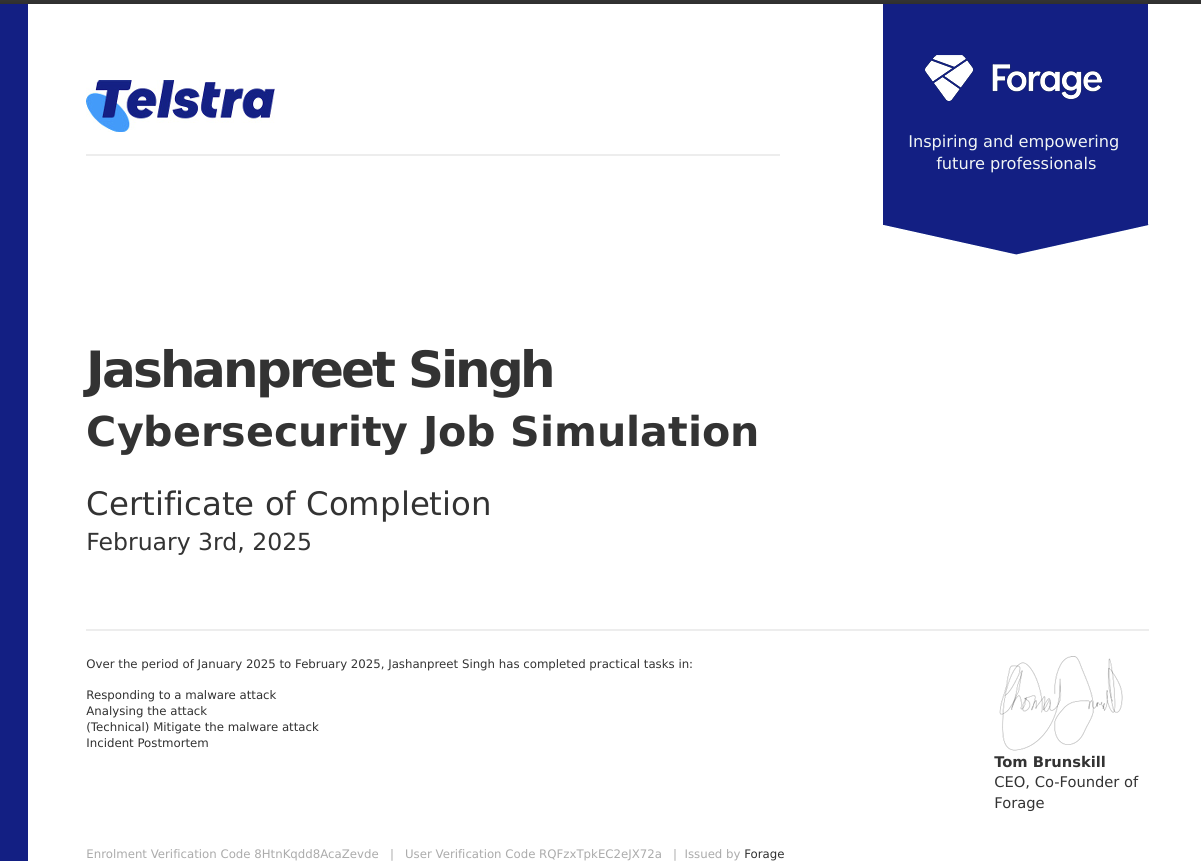 Telstra
Forage
Inspiring and empowering
future professionals
Jashanpreet Singh
Cybersecurity Job Simulation
Certificate of Completion
February 3rd, 2025
Over the period of January 2025 to February 2025, Jashanpreet Singh has completed practical tasks in:
Responding to a malware attack
Analysing the attack
(Technical) Mitigate the malware attack
Incident Postmortem
Tom Brunskill
CEO, Co-Founder of
Forage
Enrolment Verification Code 8HtnKqdd8AcaZevde | User Verification Code RQFzxTpkEC2eJX72a | Issued by Forage